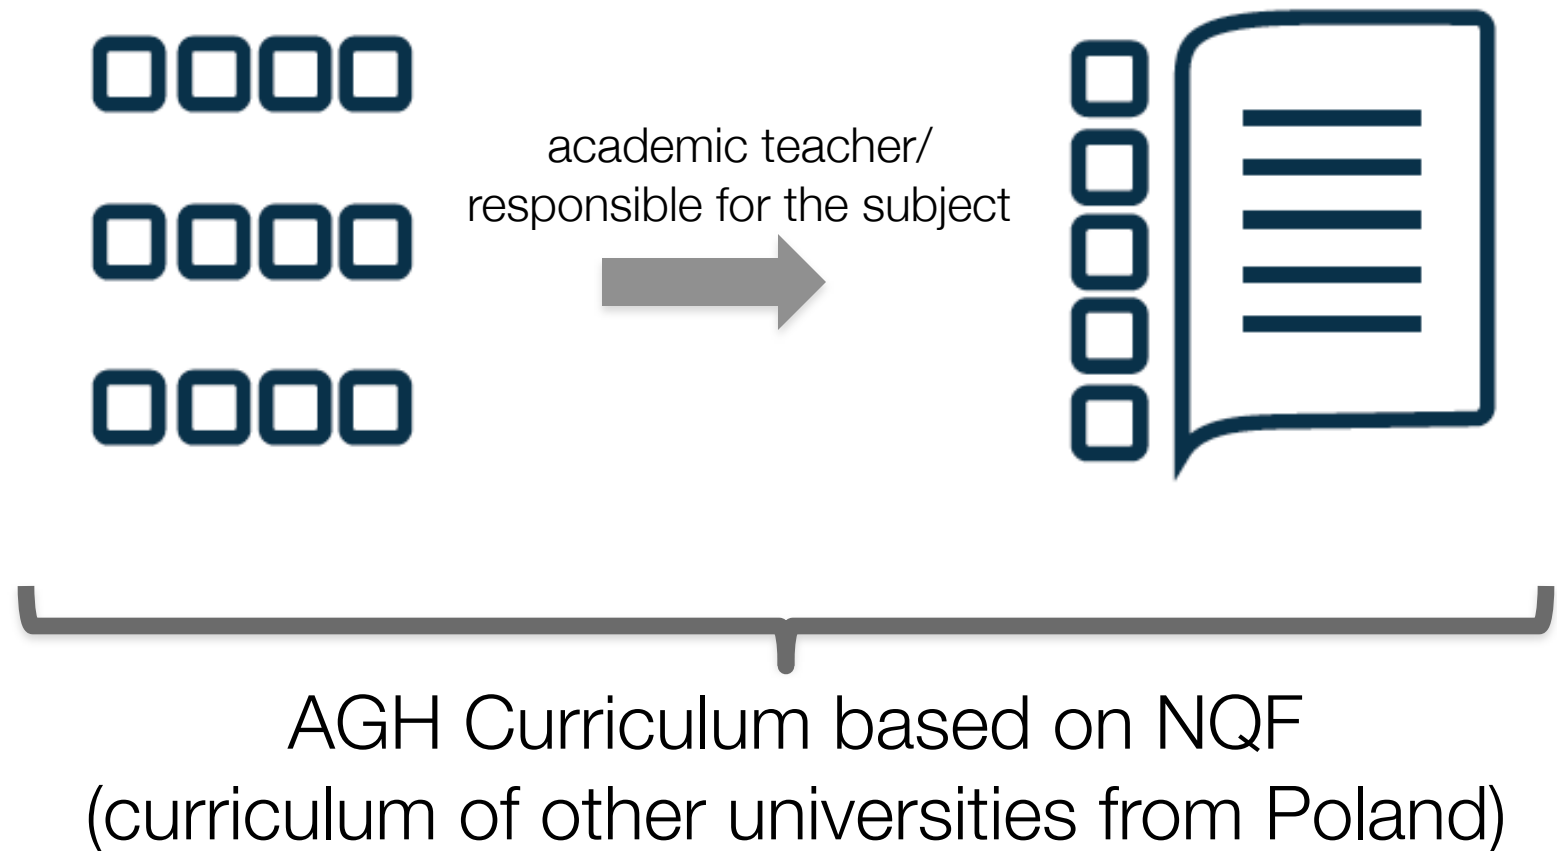 academic teacher/
responsible for the subject
AGH Curriculum based on NQF
(curriculum of other universities from Poland)